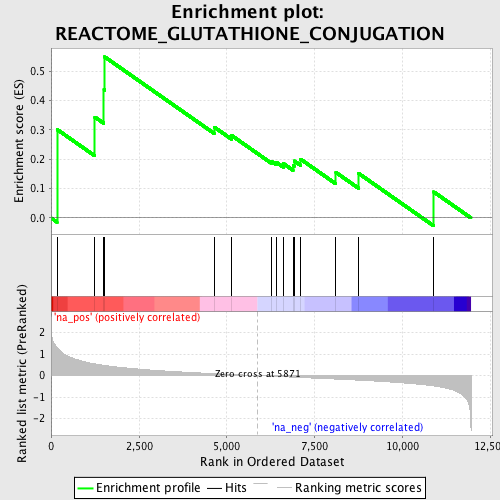 Enrichment plot:
REACTOME_GLUTATHIONE_CONJUGATION
Enrichment score (ES)
0.5
0.4
0.3
0.2
0.1
0.0
'na_pos' (positively correlated)
Ranked list metric (PreRanked)
2
1
0
-1
-2
Zero cross at 5871
'na_neg' (negatively correlated)
0
2,500
5,000
7,500
10,000
12,50
Rank in Ordered Dataset
Enrichment profile
Hits
Ranking metric scores